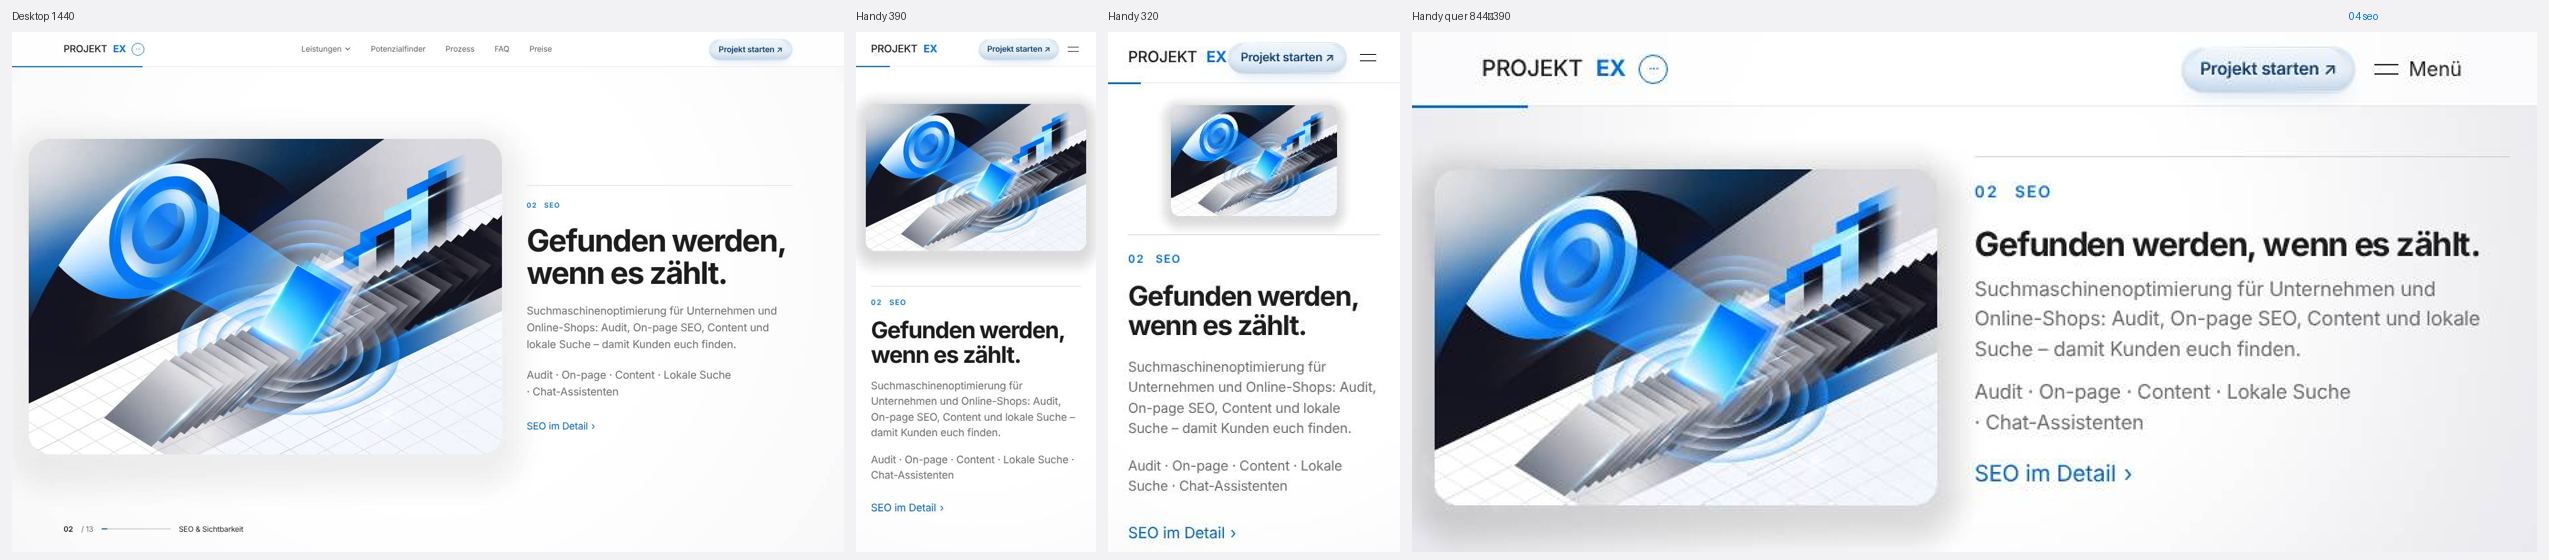 Desktop 1440
PROJEKT EX
Leistungen
Potenzialfinder
Prozess
FAQ
Preise
Projekt starten ↗
02 SEO
Gefunden werden,
wenn es zählt.
Suchmaschinenoptimierung für Unternehmen und
Online-Shops: Audit, On-page SEO, Content und
lokale Suche – damit Kunden euch finden.
Audit · On-page · Content · Lokale Suche
· Chat-Assistenten
SEO im Detail ›
02 / 13
SEO & Sichtbarkeit
Handy 390
PROJEKT EX
Projekt starten ↗
02 SEO
Gefunden werden,
wenn es zählt.
Suchmaschinenoptimierung für
Unternehmen und Online-Shops: Audit,
On-page SEO, Content und lokale Suche –
damit Kunden euch finden.
Audit · On-page · Content · Lokale Suche ·
Chat-Assistenten
SEO im Detail ›
Handy 320
PROJEKT EX
Projekt starten ↗
02 SEO
Gefunden werden,
wenn es zählt.
Suchmaschinenoptimierung für
Unternehmen und Online-Shops: Audit,
On-page SEO, Content und lokale
Suche – damit Kunden euch finden.
Audit · On-page · Content · Lokale
Suche · Chat-Assistenten
SEO im Detail ›
Handy quer
04 seo
PROJEKT EX
Projekt starten ↗
Menü
02 SEO
Gefunden werden, wenn es zählt.
Suchmaschinenoptimierung für Unternehmen und
Online-Shops: Audit, On-page SEO, Content und lokale
Suche – damit Kunden euch finden.
Audit · On-page · Content · Lokale Suche
· Chat-Assistenten
SEO im Detail ›